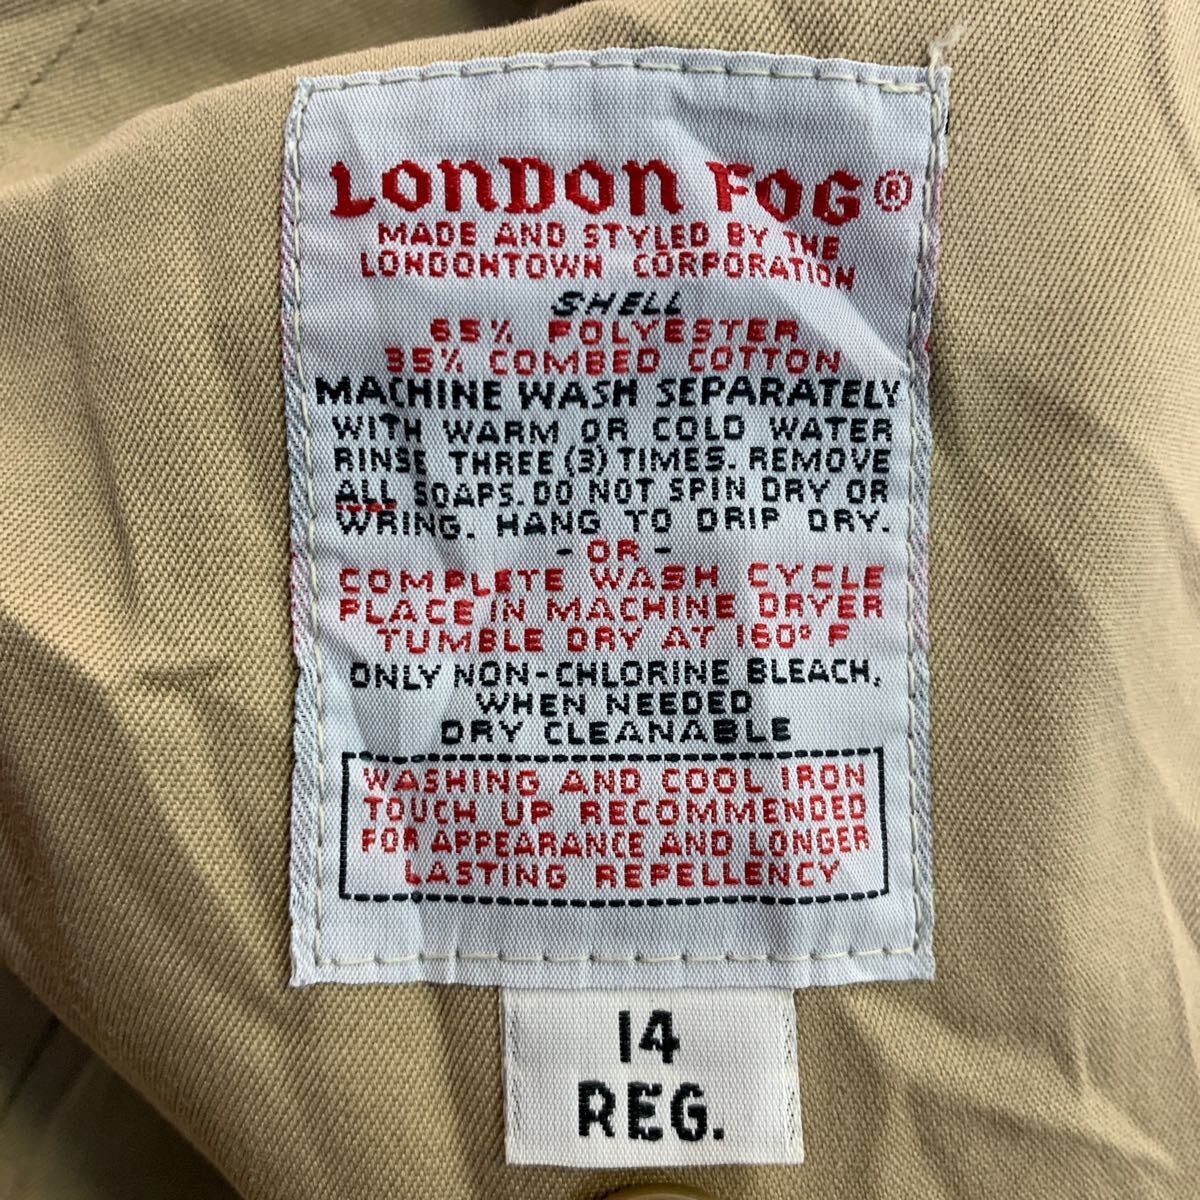 LONDON FOG®
MADE AND STYLED BY THE
LONDONTOWN CORPORATION
SHELL
65% POLYESTER
35% COMBED COTTON
MACHINE WASH SEPARATELY
WITH WARM OR COLD WATER
RINSE THREE (3) TIMES. REMOVE
ALL SOAPS. DO NOT SPIN DRY OR
WRING. HANG TO DRIP DRY.
- OR -
COMPLETE WASH CYCLE
PLACE IN MACHINE DRYER
TUMBLE DRY AT 160° F
ONLY NON-CHLORINE BLEACH,
WHEN NEEDED
DRY CLEANABLE
WASHING AND COOL IRON
TOUCH UP RECOMMENDED
FOR APPEARANCE AND LONGER
LASTING REPELLENCY
14
REG.